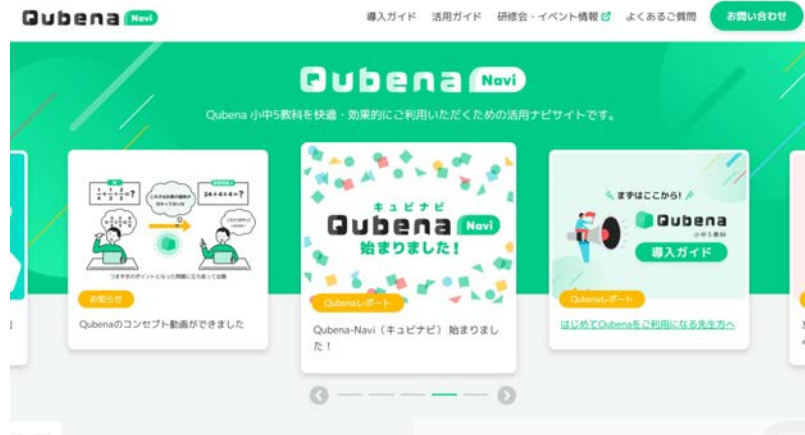 Qubena Navi
導入ガイド
活用ガイド
研修会・イベント情報
よくあるご質問
お問い合わせ
Qubena Navi
Qubena 小中5教科を快適・効果的にご利用いただくための活用ナビサイトです。
24÷4×4=?
つまずきのポイントとなった問題に立ち返って出題
お知らせ
Qubenaのコンセプト動画ができました
キュビナビ
Qubena Navi
始まりました!
Qubenaレポート
Qubena-Navi（キュビナビ） 始まりまし
た！
まずはここから!
Qubena
小中5教科
導入ガイド
Qubenaレポート
はじめてQubenaをご利用になる先生方へ